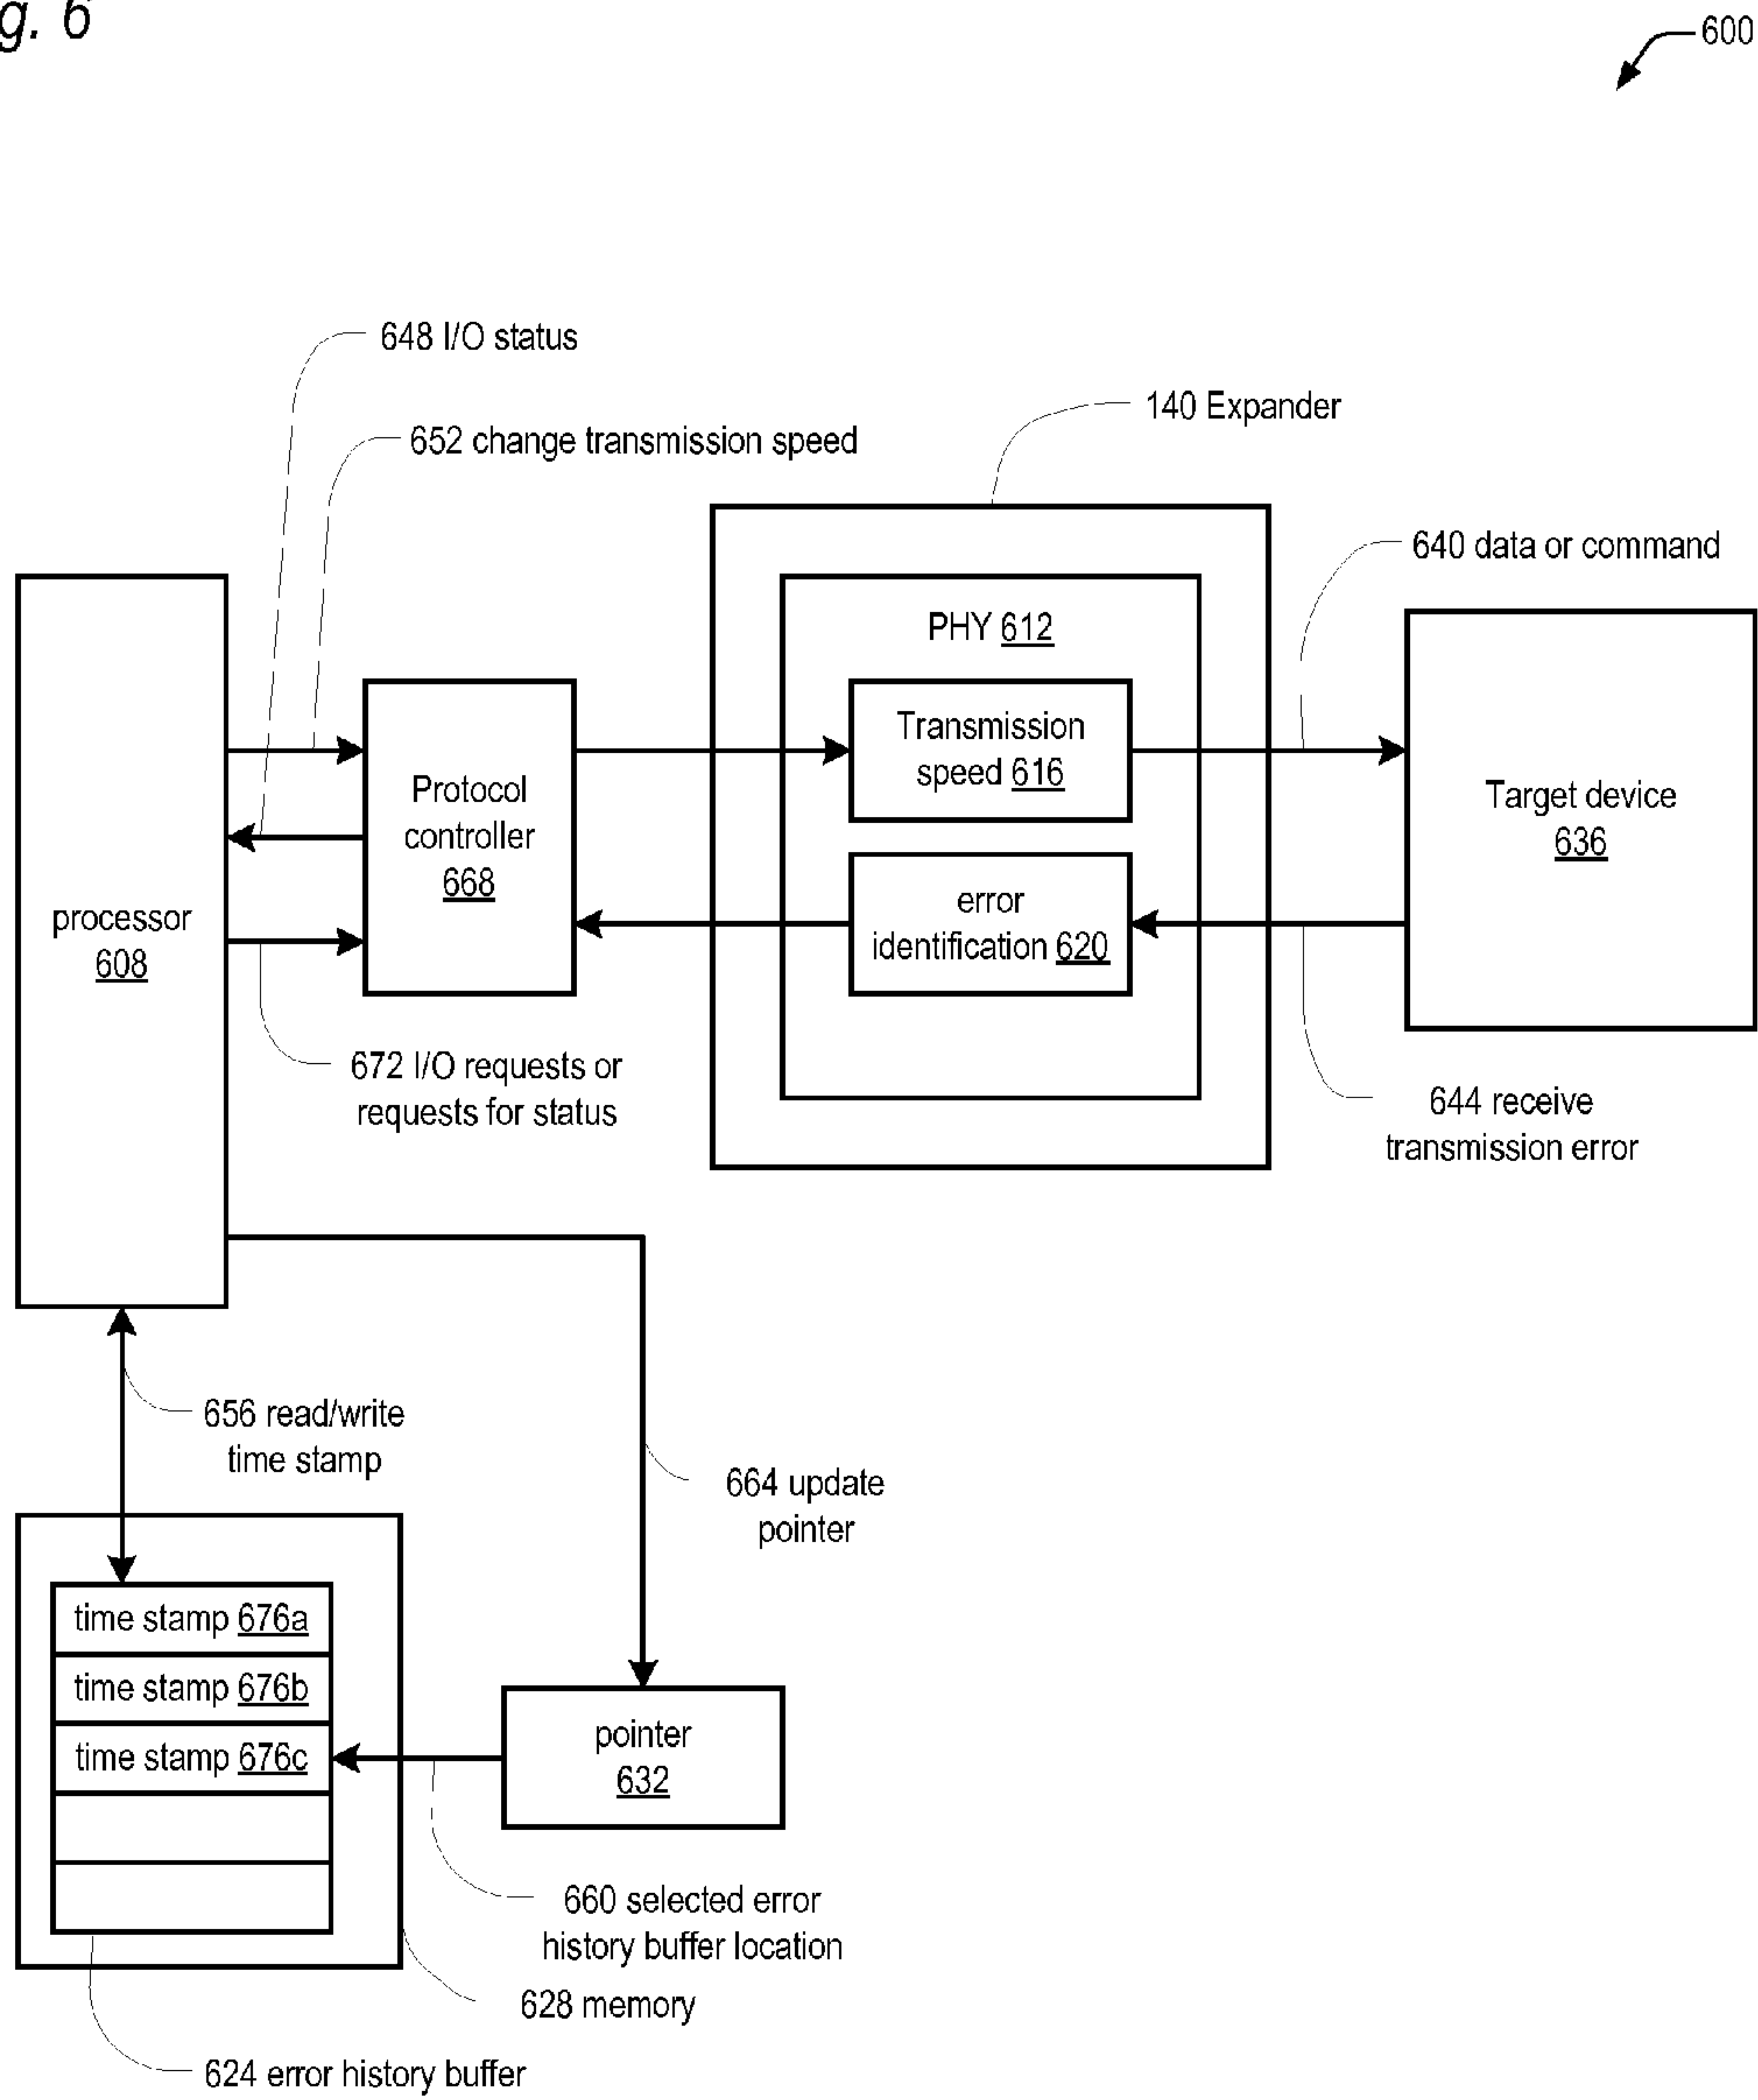 g. 6
600
648 I/O status
652 change transmission speed
140 Expander
640 data or command
PHY 612
Transmission
speed 616
Protocol
controller
668
Target device
636
processor
608
error
identification 620
672 I/O requests or
requests for status
644 receive
transmission error
656 read/write
time stamp
664 update
pointer
time stamp 676a
time stamp 676b
time stamp 676c
pointer
632
660 selected error
history buffer location
628 memory
624 error history buffer